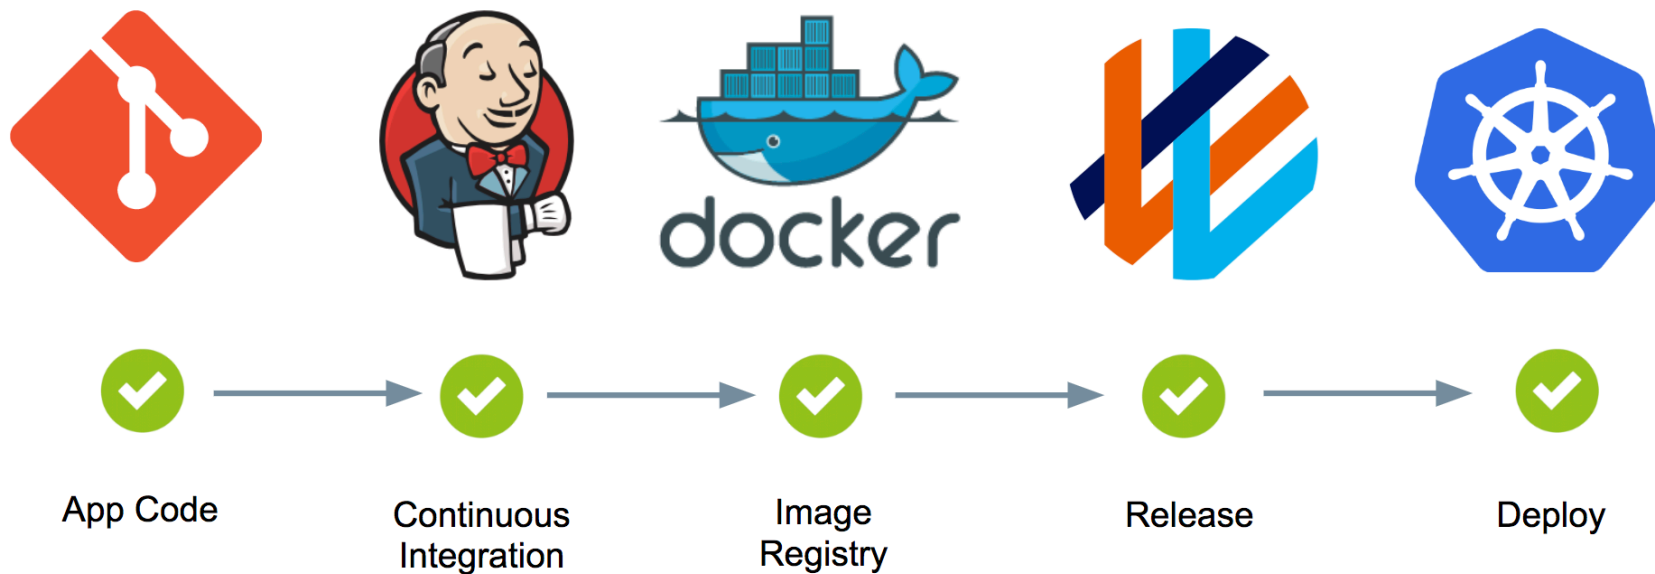 docker
App Code
Continuous
Integration
Image
Registry
Release
Deploy